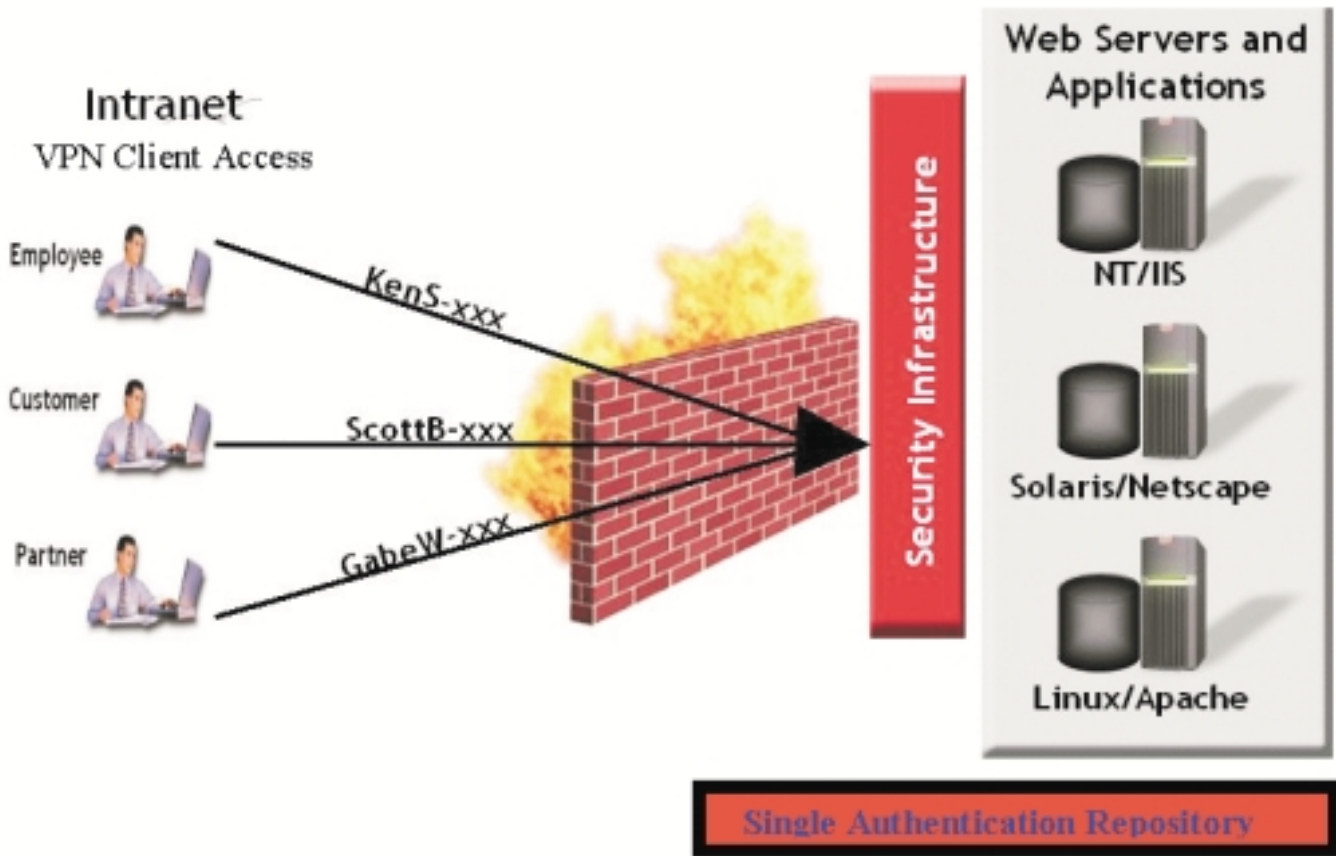 Intranet
VPN Client Access
Employee
KenS-xxx
Customer
ScottB-xxx
Partner
GabeW-xxx
Security Infrastructure
Web Servers and
Applications
NT/IIS
Solaris/Netscape
Linux/Apache
Single Authentication Repository